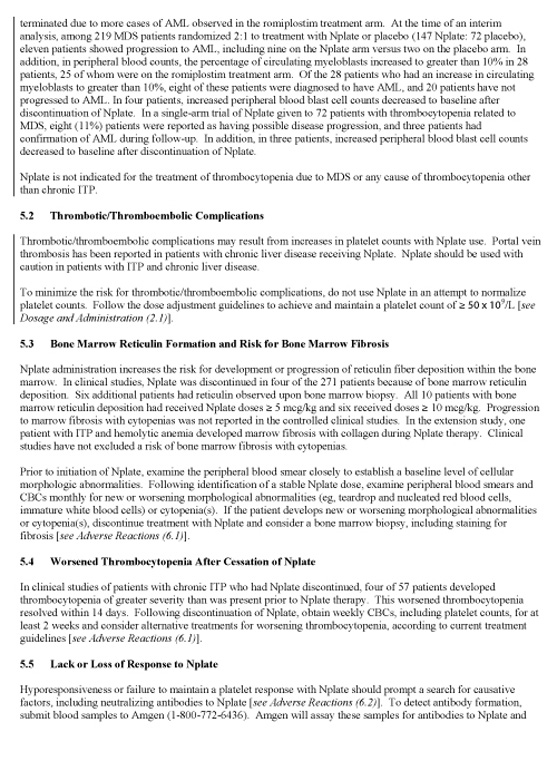 terminated due to more cases of AML observed in the romiplostim treatment arm.  At the time of an interim
analysis, among 219 MDS patients randomized 2:1 to treatment with Nplate or placebo (147 Nplate: 72 placebo),
eleven patients showed progression to AML, including nine on the Nplate arm versus two on the placebo arm.  In
addition, in peripheral blood counts, the percentage of circulating myeloblasts increased to greater than 10% in 28
patients, 25 of whom were on the romiplostim treatment arm.  Of the 28 patients who had an increase in circulating
myeloblasts to greater than 10%, eight of these patients were diagnosed to have AML, and 20 patients have not
progressed to AML. In four patients, increased peripheral blood blast cell counts decreased to baseline after
discontinuation of Nplate.  In a single-arm trial of Nplate given to 72 patients with thrombocytopenia related to
MDS, eight (11%) patients were reported as having possible disease progression, and three patients had
confirmation of AML during follow-up.  In addition, in three patients, increased peripheral blood blast cell counts
decreased to baseline after discontinuation of Nplate.
Nplate is not indicated for the treatment of thrombocytopenia due to MDS or any cause of thrombocytopenia other
than chronic ITP.
5.2 Thrombotic/Thromboembolic Complications
Thrombotic/thromboembolic complications may result from increases in platelet counts with Nplate use.  Portal vein
thrombosis has been reported in patients with chronic liver disease receiving Nplate.  Nplate should be used with
caution in patients with ITP and chronic liver disease.
To minimize the risk for thrombotic/thromboembolic complications, do not use Nplate in an attempt to normalize
platelet counts.  Follow the dose adjustment guidelines to achieve and maintain a platelet count of ≥ 50 x 10⁹/L [see
Dosage and Administration (2.1)].
5.3 Bone Marrow Reticulin Formation and Risk for Bone Marrow Fibrosis
Nplate administration increases the risk for development or progression of reticulin fiber deposition within the bone
marrow.  In clinical studies, Nplate was discontinued in four of the 271 patients because of bone marrow reticulin
deposition.  Six additional patients had reticulin observed upon bone marrow biopsy.  All 10 patients with bone
marrow reticulin deposition had received Nplate doses ≥ 5 mcg/kg and six received doses ≥ 10 mcg/kg.  Progression
to marrow fibrosis with cytopenias was not reported in the controlled clinical studies.  In the extension study, one
patient with ITP and hemolytic anemia developed marrow fibrosis with collagen during Nplate therapy.  Clinical
studies have not excluded a risk of bone marrow fibrosis with cytopenias.
Prior to initiation of Nplate, examine the peripheral blood smear closely to establish a baseline level of cellular
morphologic abnormalities.  Following identification of a stable Nplate dose, examine peripheral blood smears and
CBCs monthly for new or worsening morphological abnormalities (eg, teardrop and nucleated red blood cells,
immature white blood cells) or cytopenia(s).  If the patient develops new or worsening morphological abnormalities
or cytopenia(s), discontinue treatment with Nplate and consider a bone marrow biopsy, including staining for
fibrosis [see Adverse Reactions (6.1)].
5.4 Worsened Thrombocytopenia After Cessation of Nplate
In clinical studies of patients with chronic ITP who had Nplate discontinued, four of 57 patients developed
thrombocytopenia of greater severity than was present prior to Nplate therapy.  This worsened thrombocytopenia
resolved within 14 days.  Following discontinuation of Nplate, obtain weekly CBCs, including platelet counts, for at
least 2 weeks and consider alternative treatments for worsening thrombocytopenia, according to current treatment
guidelines [see Adverse Reactions (6.1)].
5.5 Lack or Loss of Response to Nplate
Hyporesponsiveness or failure to maintain a platelet response with Nplate should prompt a search for causative
factors, including neutralizing antibodies to Nplate [see Adverse Reactions (6.2)].  To detect antibody formation,
submit blood samples to Amgen (1-800-772-6436).  Amgen will assay these samples for antibodies to Nplate and